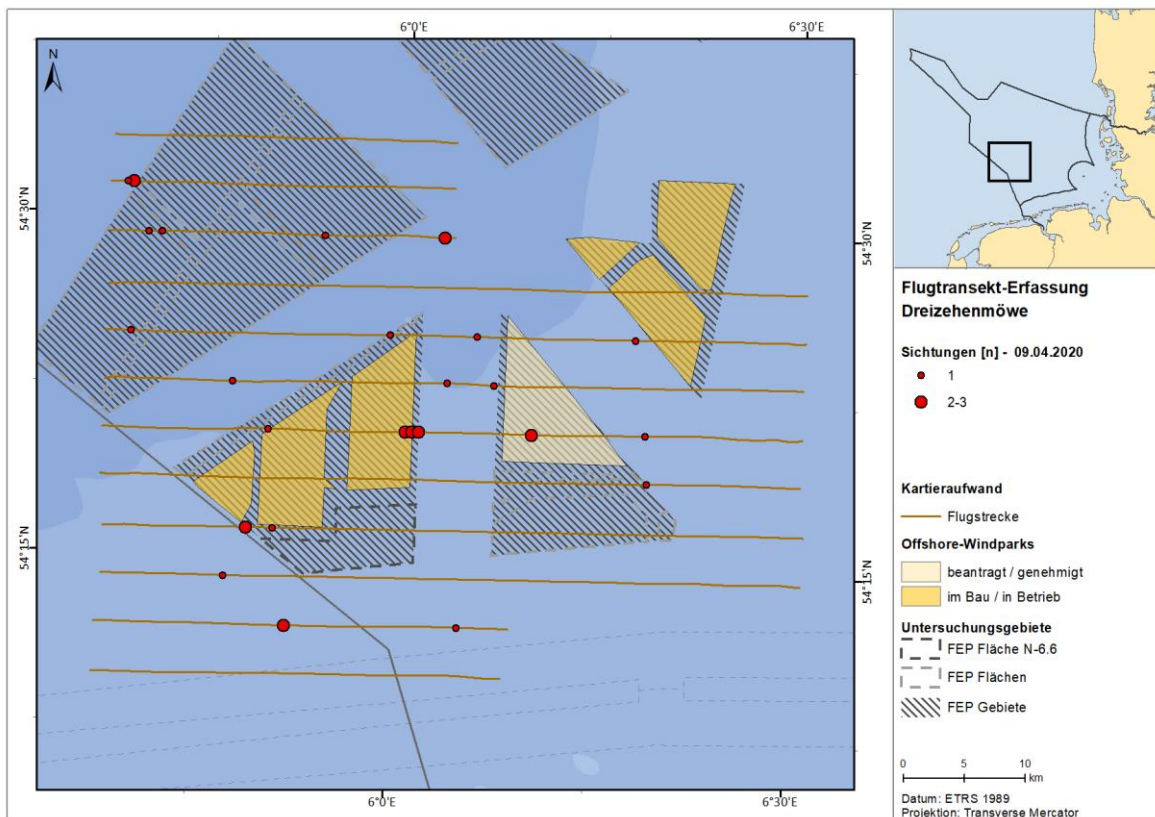 6°0'E
6°30'E
N
54°30'N
54°30'N
54°15'N
54°15'N
6°0'E
6°30'E
Flugtransekt-Erfassung
Dreizehenmöwe
Sichtungen [n] - 09.04.2020
1
2-3
Kartieraufwand
Flugstrecke
Offshore-Windparks
beantragt / genehmigt
im Bau / in Betrieb
Untersuchungsgebiete
FEP Fläche N-6.6
FEP Flächen
FEP Gebiete
0 5 10
km
Datum: ETRS 1989
Projektion: Transverse Mercator